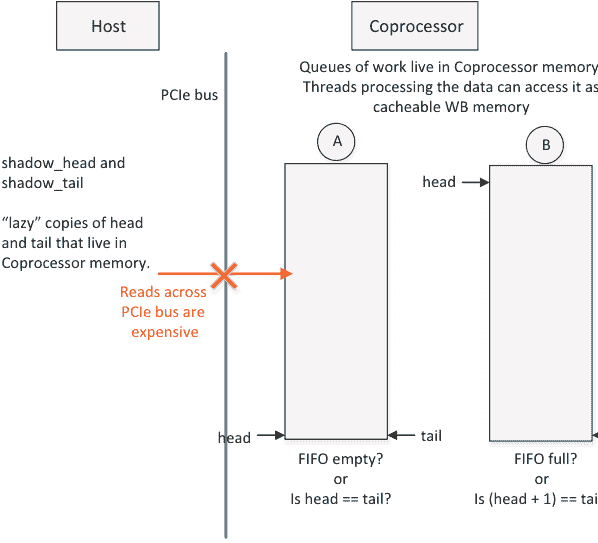 Host
Coprocessor
Queues of work live in Coprocessor memory
Threads processing the data can access it as
cacheable WB memory
PCIe bus
A
B
shadow_head and
shadow_tail
head
“lazy” copies of head
and tail that live in
Coprocessor memory.
Reads across
PCIe bus are
expensive
head
tail
FIFO empty?
or
Is head == tail?
FIFO full?
or
Is (head + 1) == tai